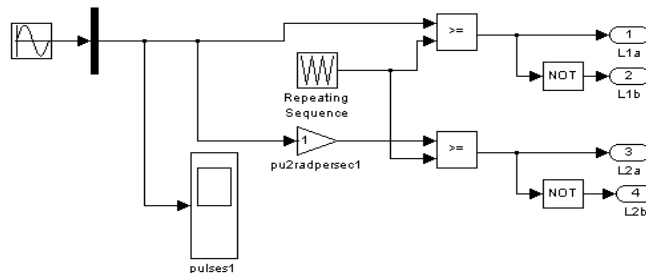 >=
1
L1a
NOT
2
L1b
Repeating
Sequence
1
pu2radpersec1
>=
3
L2a
NOT
4
L2b
pulses1